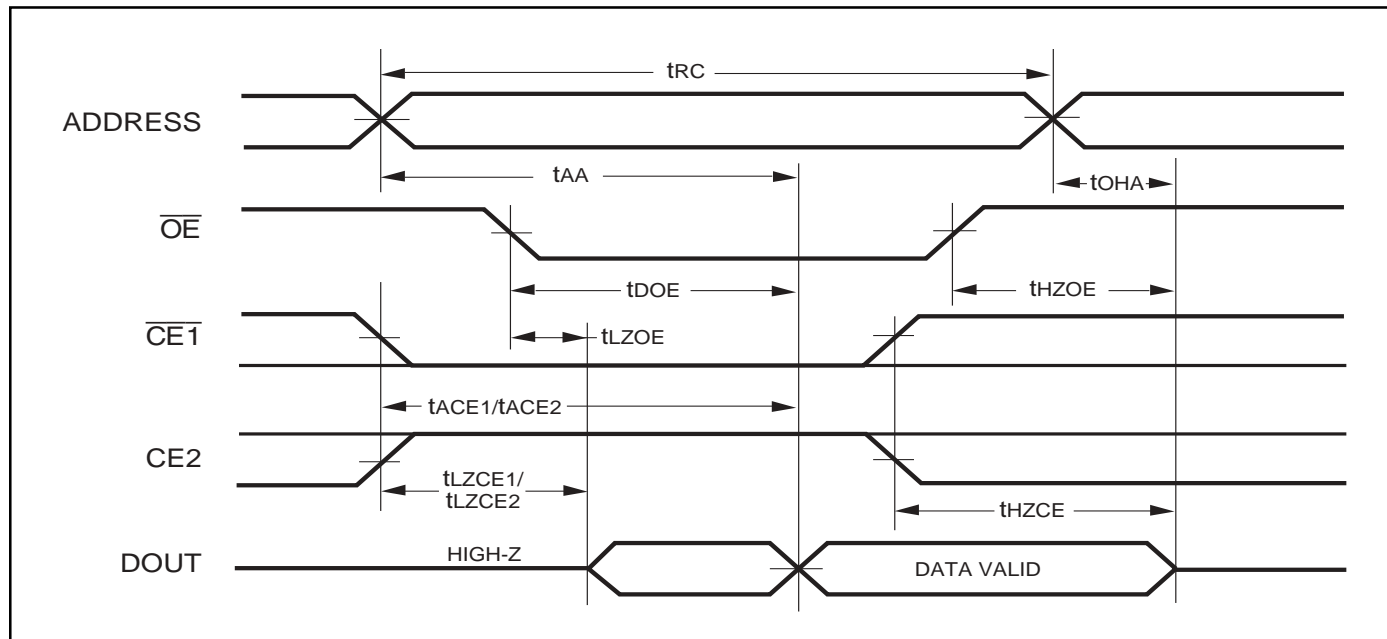 tRC
ADDRESS
tAA
tOHA
OE
tDOE
tHZOE
CE1
tLZOE
tACE1/tACE2
CE2
tLZCE1/
tLZCE2
tHZCE
HIGH-Z
DOUT
DATA VALID